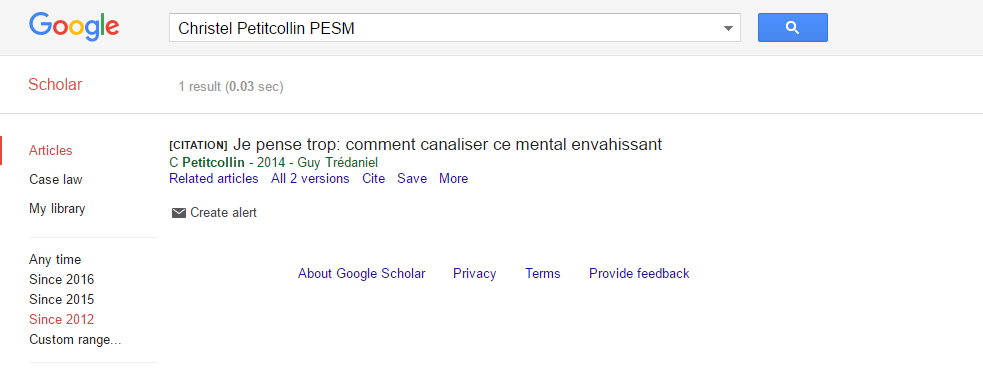 Google
Christel Petitcollin PESM
Scholar
1 result (0.03 sec)
Articles
Case law
My library
Any time
Since 2016
Since 2015
Since 2012
Custom range...
[CITATION] Je pense trop: comment canaliser ce mental envahissant
C Petitcollin - 2014 - Guy Trédaniel
Related articles All 2 versions Cite Save More
Create alert
About Google Scholar Privacy Terms Provide feedback